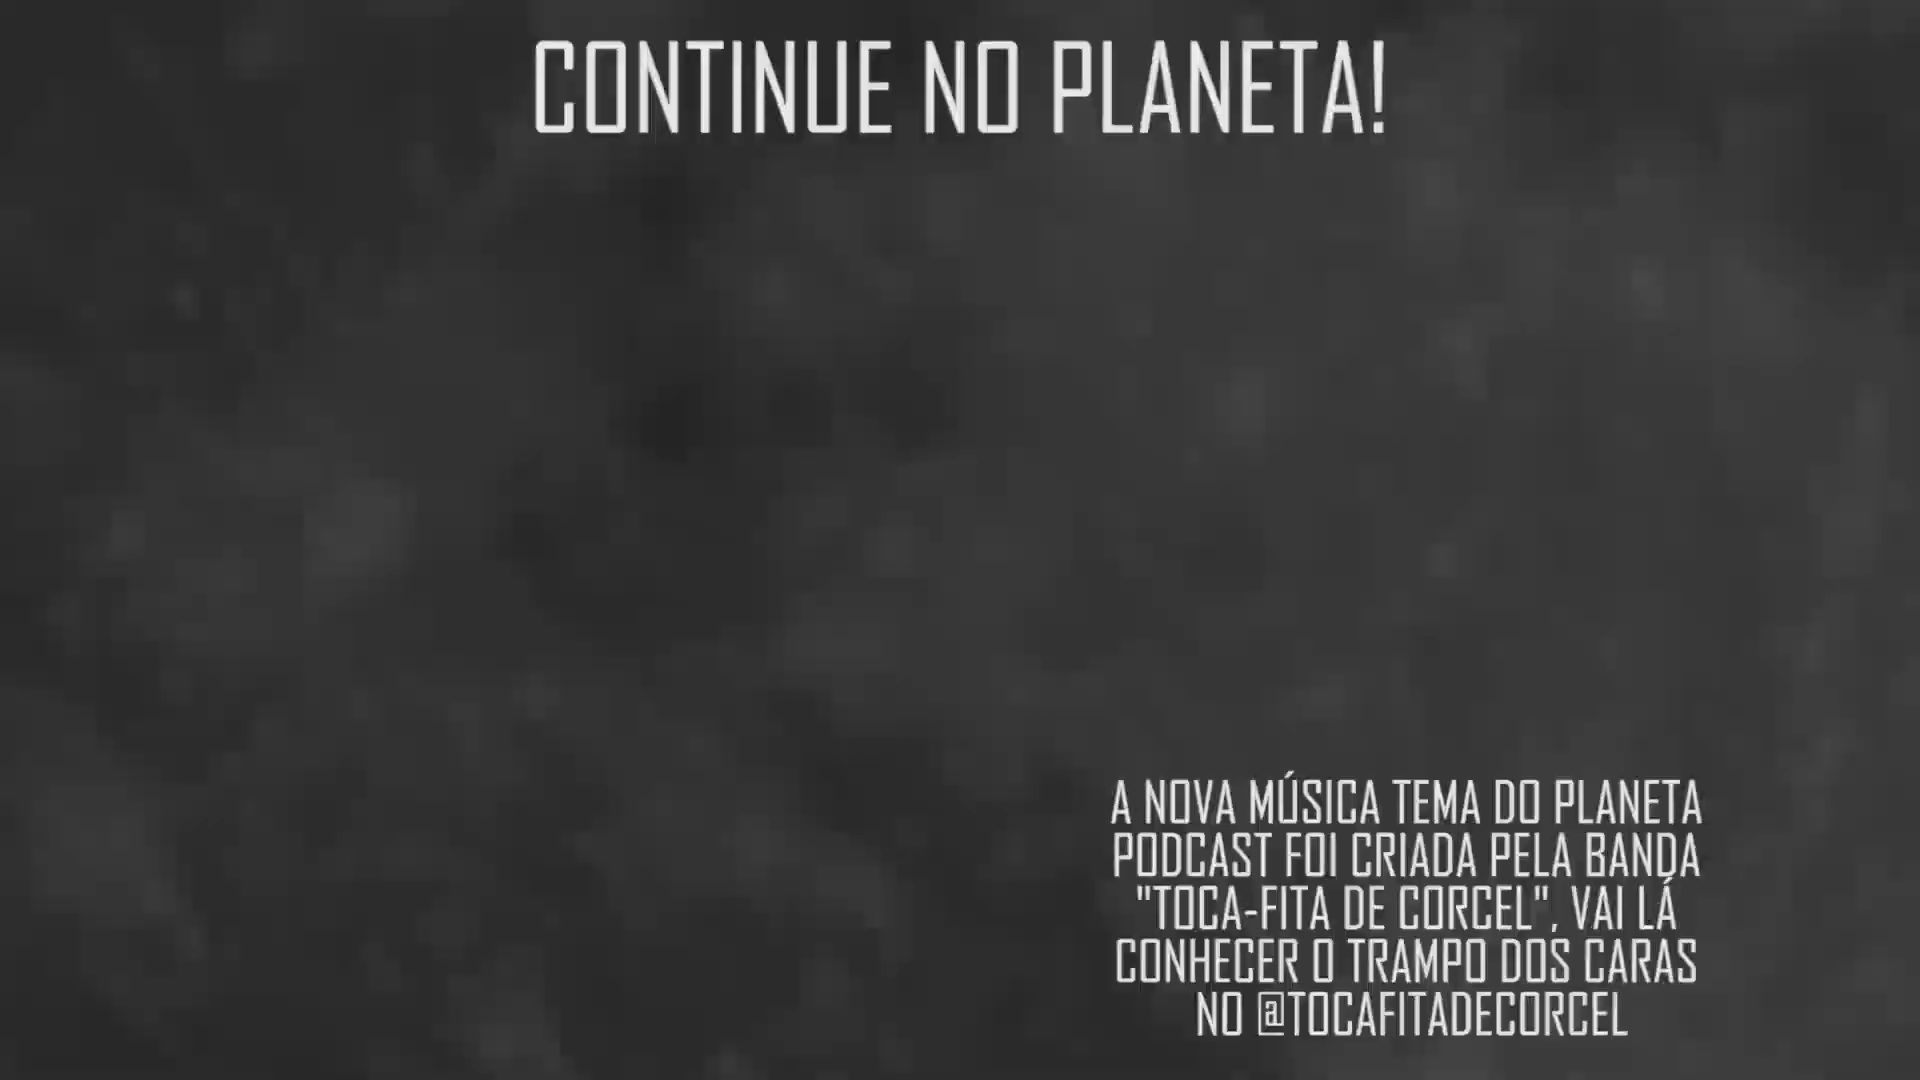 CONTINUE NO PLANETA!
A NOVA MÚSICA TEMA DO PLANETA
PODCAST FOI CRIADA PELA BANDA
"TOCA-FITA DE CORCEL", VAI LÁ
CONHECER O TRAMPO DOS CARAS
NO @TOCAFITADECORCEL